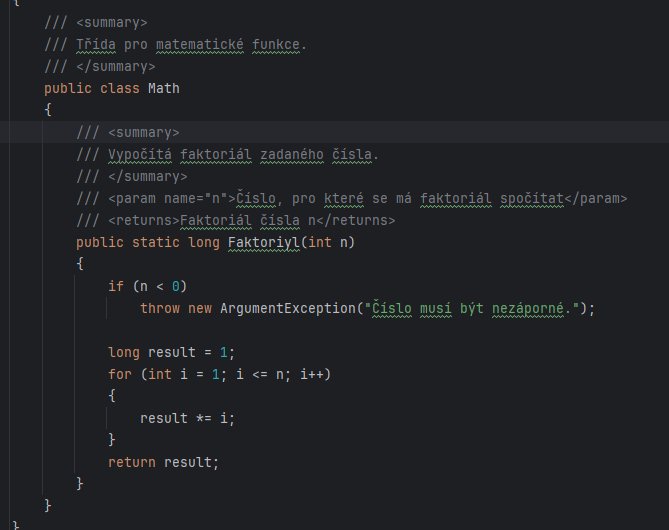 {
/// <summary>
/// Třída pro matematické funkce.
/// </summary>
public class Math
{
/// <summary>
/// Vypočítá faktoriál zadaného čísla.
/// </summary>
/// <param name="n">Číslo, pro které se má faktoriál spočítat</param>
/// <returns>Faktoriál čísla n</returns>
public static long Faktoriyl(int n)
{
if (n < 0)
throw new ArgumentException("Číslo musí být nezáporné.");
long result = 1;
for (int i = 1; i <= n; i++)
{
result *= i;
}
return result;
}
}
}